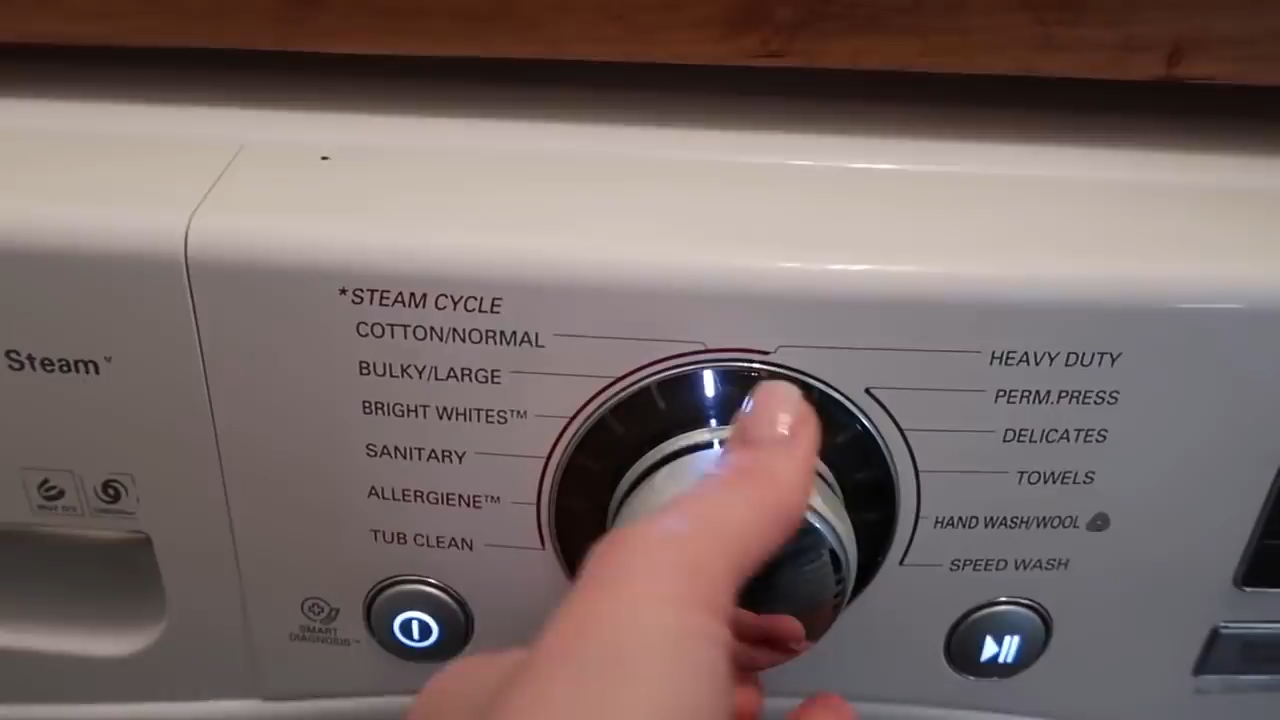 *STEAM CYCLE
COTTON/NORMAL
BULKY/LARGE
BRIGHT WHITES™
SANITARY
ALLERGIENE™
TUB CLEAN
HEAVY DUTY
PERM.PRESS
DELICATES
TOWELS
HAND WASH/WOOL
SPEED WASH
Steam
SMART
DIAGNOSIS™